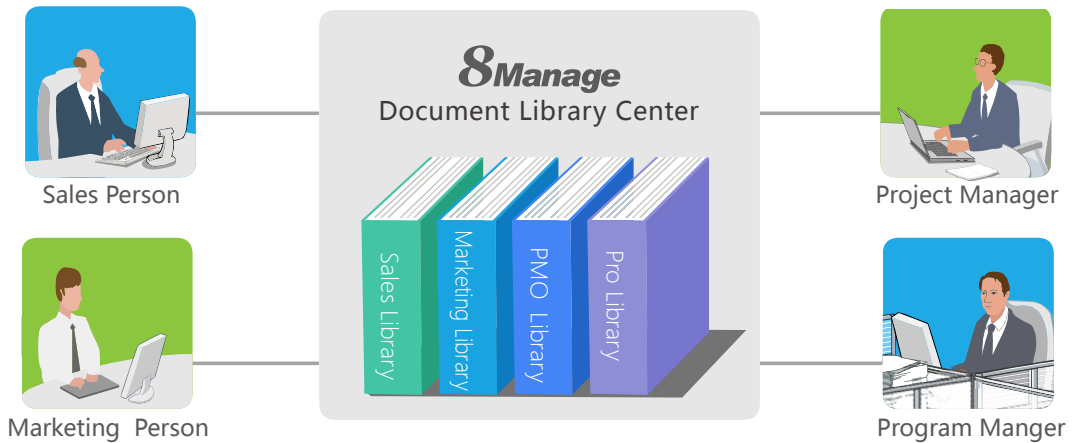 8Manage
Document Library Center
Sales Person
Project Manager
Sales Library
Marketing Library
PMO Library
Pro Library
Marketing Person
Program Manger